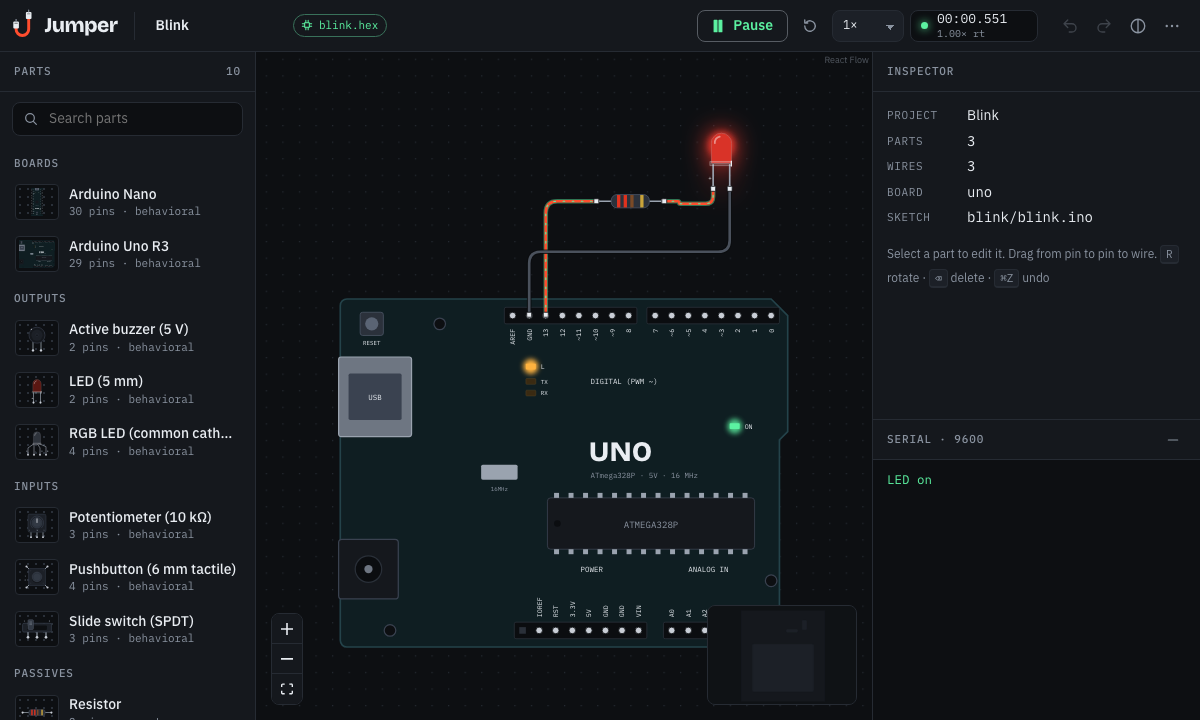 Jumper
Blink
blink.hex
Pause
1×
00:00.551
1.00× rt
PARTS
10
Search parts
BOARDS
Arduino Nano
30 pins · behavioral
Arduino Uno R3
29 pins · behavioral
OUTPUTS
Active buzzer (5 V)
2 pins · behavioral
LED (5 mm)
2 pins · behavioral
RGB LED (common cath...
4 pins · behavioral
INPUTS
Potentiometer (10 kΩ)
3 pins · behavioral
Pushbutton (6 mm tactile)
4 pins · behavioral
Slide switch (SPDT)
3 pins · behavioral
PASSIVES
Resistor
React Flow
RESET
AREF GND 13 12 ~11 ~10 ~9 8 7 ~6 ~5 4 ~3 2 1 0
L
TX
RX
DIGITAL (PWM ~)
USB
ON
UNO
ATmega328P · 5V · 16 MHz
16MHz
ATMEGA328P
POWER
ANALOG IN
IOREF RST 3.3V 5V GND GND VIN A0 A1 A2
INSPECTOR
PROJECT Blink
PARTS 3
WIRES 3
BOARD uno
SKETCH blink/blink.ino
Select a part to edit it. Drag from pin to pin to wire. R
rotate · ⌫ delete · ⌘Z undo
SERIAL · 9600
LED on